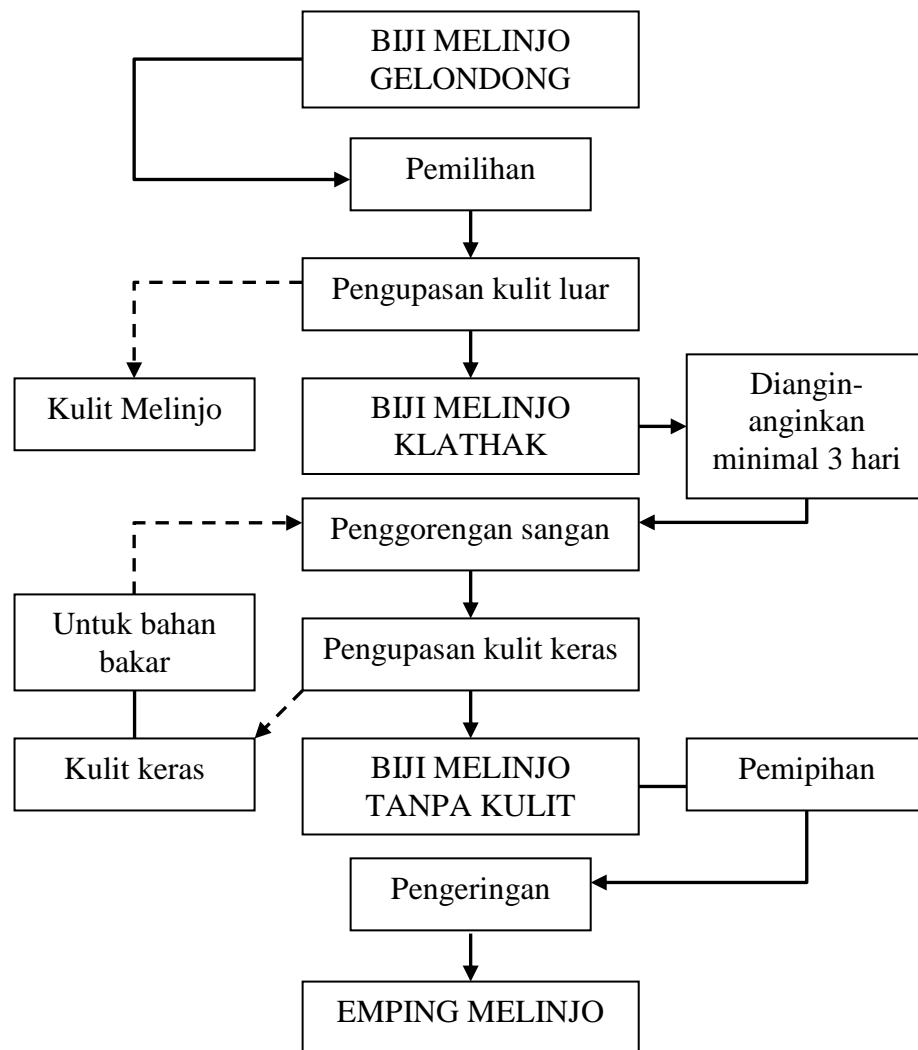 BIJI MELINJO
GELONDONG
Pemilihan
Pengupasan kulit luar
Kulit Melinjo
BIJI MELINJO
KLATHAK
Diangin-
anginkan
minimal 3 hari
Penggorengan sangan
Untuk bahan
bakar
Pengupasan kulit keras
Kulit keras
BIJI MELINJO
TANPA KULIT
Pemipihan
Pengeringan
EMPING MELINJO